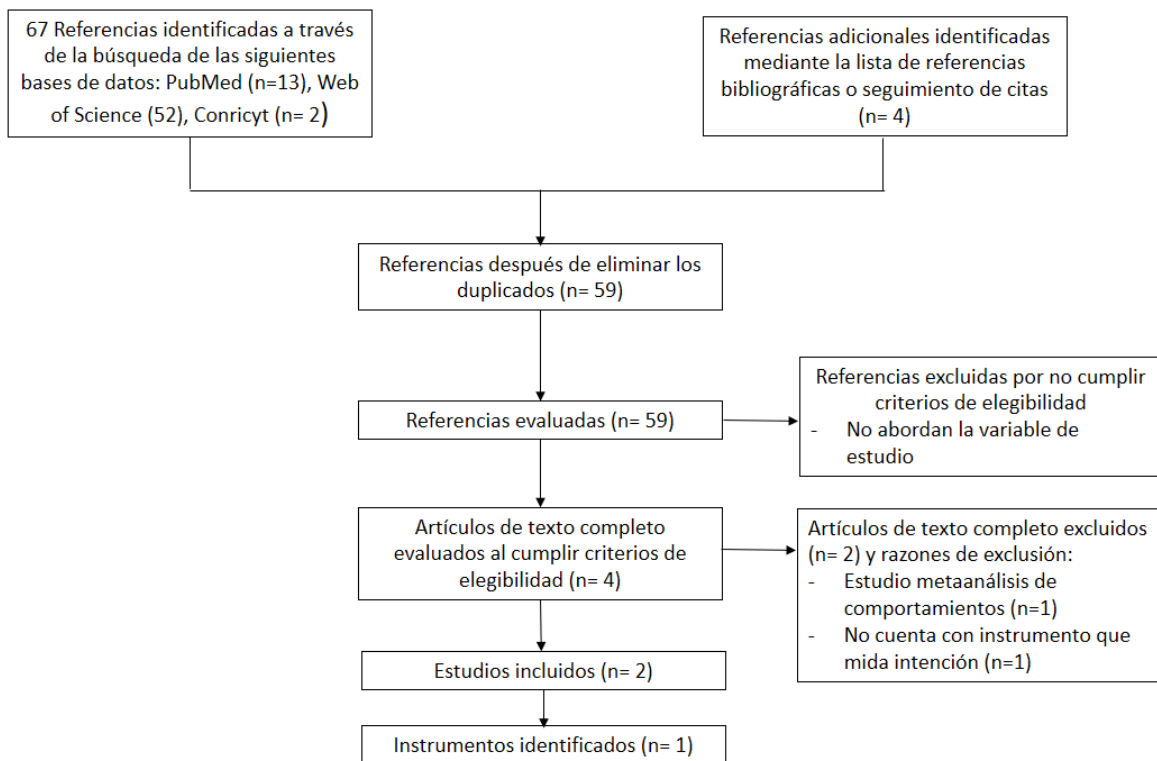 67 Referencias identificadas a través
de la búsqueda de las siguientes
bases de datos: PubMed (n=13), Web
of Science (52), Conricyt (n= 2)
Referencias adicionales identificadas
mediante la lista de referencias
bibliográficas o seguimiento de citas
(n= 4)
Referencias después de eliminar los
duplicados (n= 59)
Referencias evaluadas (n= 59)
Referencias excluidas por no cumplir
criterios de elegibilidad
- No abordan la variable de
estudio
Artículos de texto completo
evaluados al cumplir criterios de
elegibilidad (n= 4)
Artículos de texto completo excluidos
(n= 2) y razones de exclusión:
- Estudio metaanálisis de
comportamientos (n=1)
- No cuenta con instrumento que
mida intención (n=1)
Estudios incluidos (n= 2)
Instrumentos identificados (n= 1)